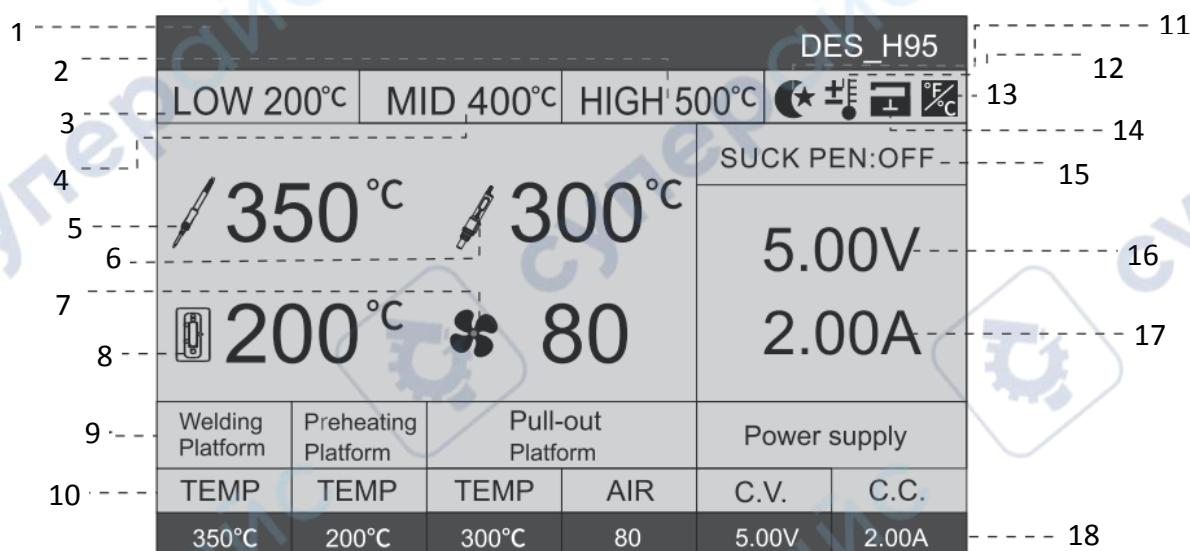 1
DES_H95
11
2
LOW 200°C MID 400°C HIGH 500°C ± °F/°C
12
13
3
14
4
SUCK PEN:OFF
15
5
350°C 300°C
6
5.00V
16
7
200°C 80
2.00A
17
8
9
Welding Platform
Preheating Platform
Pull-out Platform
Power supply
10
TEMP TEMP TEMP AIR C.V. C.C.
350°C 200°C 300°C 80 5.00V 2.00A
18
суперайс